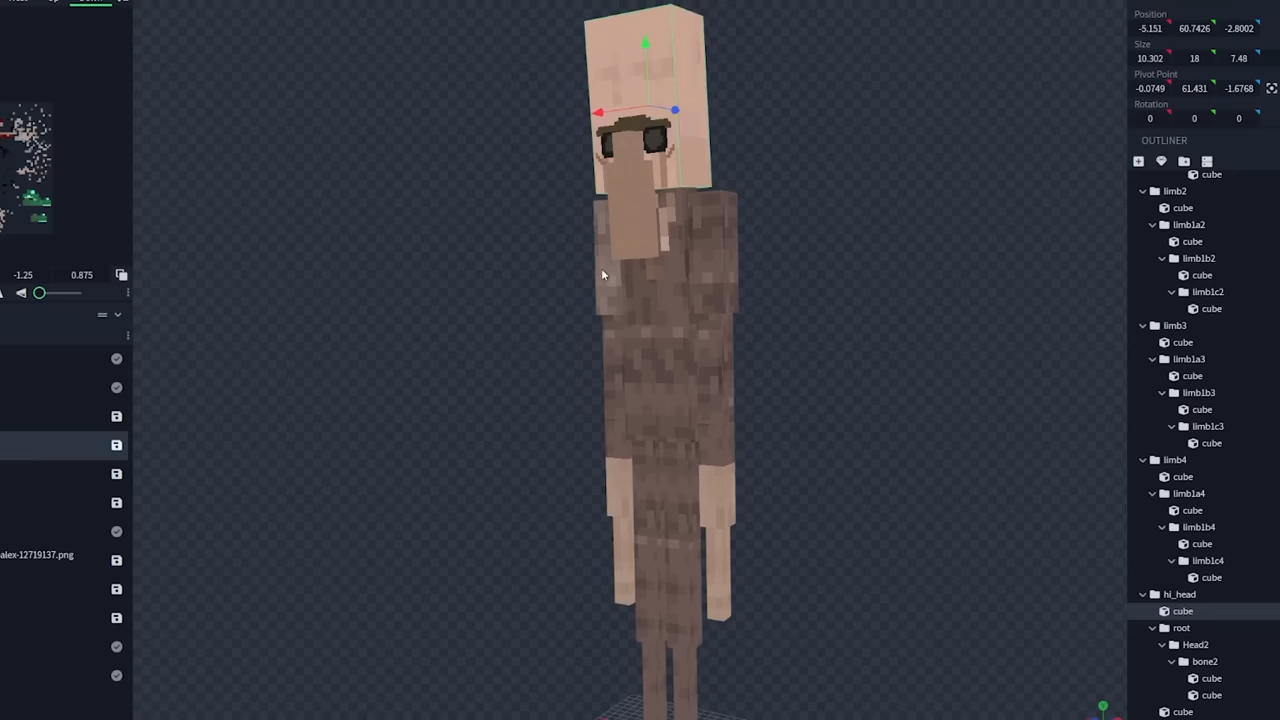 Position
-5.151 60.7426 -2.8002
Size
10.302 18 7.48
Pivot Point
-0.0749 61.431 -1.6768
Rotation
0 0 0
OUTLINER
cube
limb2
cube
limb1a2
cube
limb1b2
cube
limb1c2
cube
limb3
cube
limb1a3
cube
limb1b3
cube
limb1c3
cube
limb4
cube
limb1a4
cube
limb1b4
cube
limb1c4
cube
hi_head
cube
root
Head2
bone2
cube
cube
cube
-1.25 0.875
alex-12719137.png